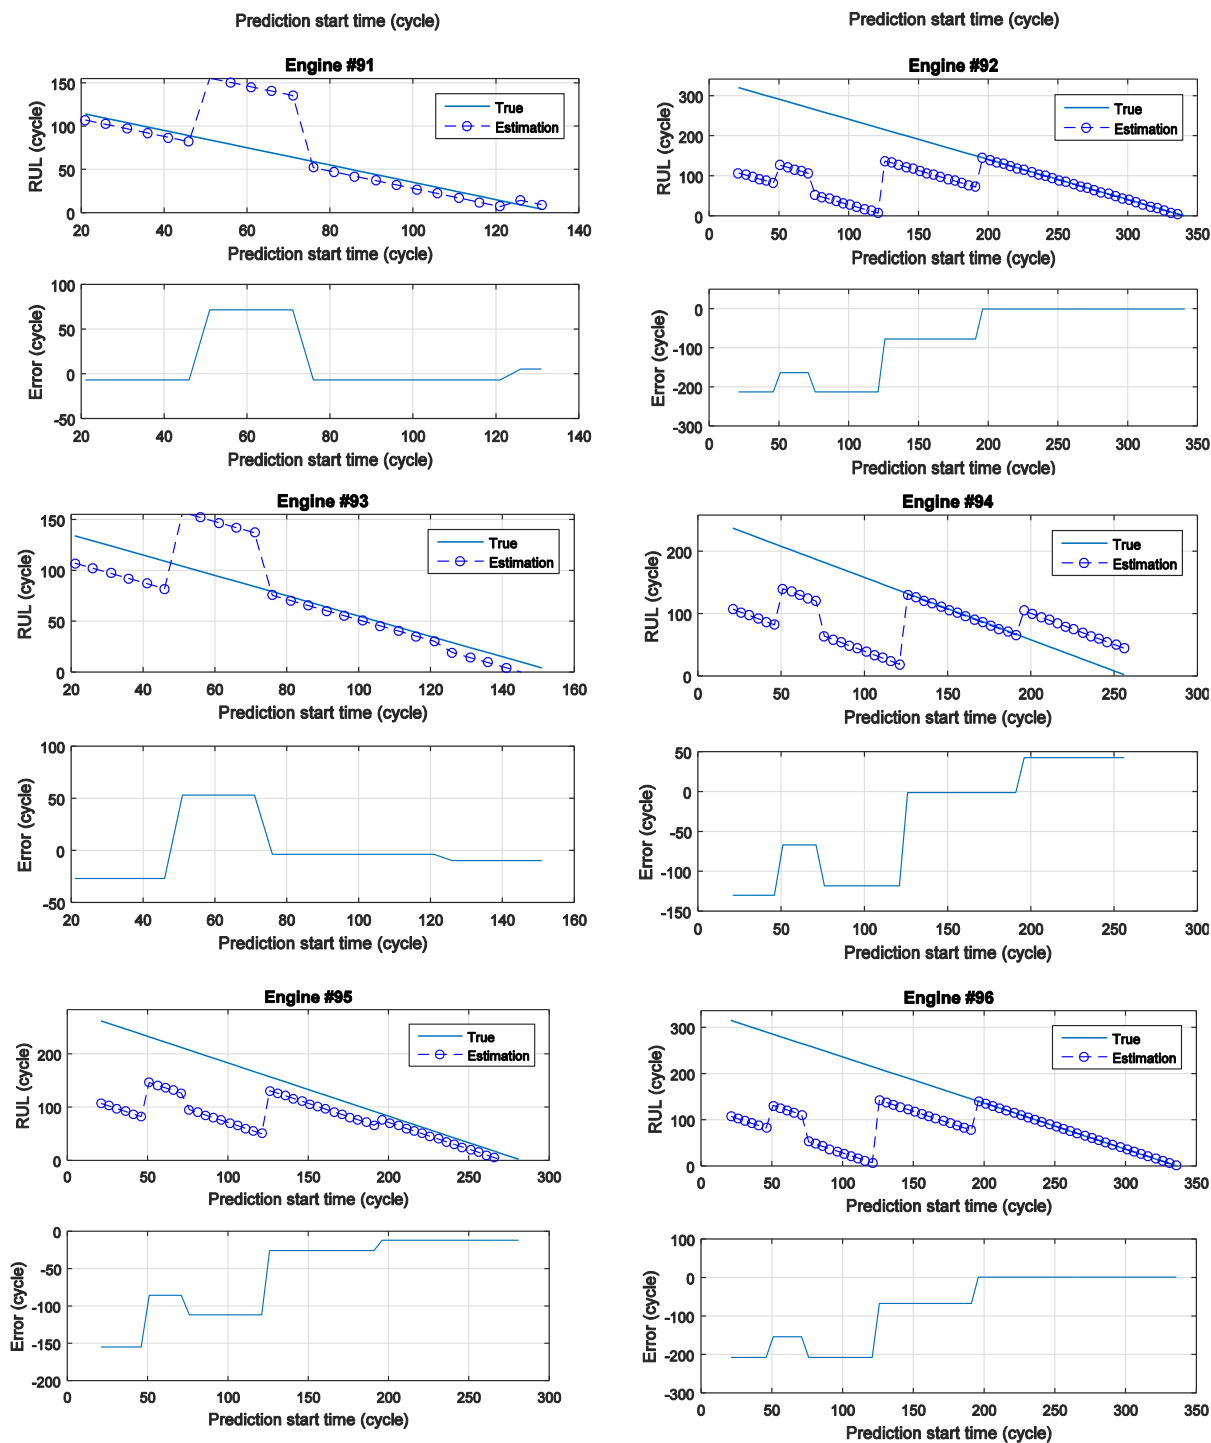 Prediction start time (cycle)
Prediction start time (cycle)
Engine #91
RUL (cycle)
150
100
50
0
True
Estimation
20 40 60 80 100 120 140
Prediction start time (cycle)
Error (cycle)
100
50
0
-50
20 40 60 80 100 120 140
Prediction start time (cycle)
Engine #92
RUL (cycle)
300
200
100
0
True
Estimation
0 50 100 150 200 250 300 350
Prediction start time (cycle)
Error (cycle)
0
-100
-200
-300
0 50 100 150 200 250 300 350
Prediction start time (cycle)
Engine #93
RUL (cycle)
150
100
50
0
True
Estimation
20 40 60 80 100 120 140 160
Prediction start time (cycle)
Error (cycle)
100
50
0
-50
20 40 60 80 100 120 140 160
Prediction start time (cycle)
Engine #94
RUL (cycle)
200
100
0
True
Estimation
0 50 100 150 200 250 300
Prediction start time (cycle)
Error (cycle)
50
0
-50
-100
-150
0 50 100 150 200 250 300
Prediction start time (cycle)
Engine #95
RUL (cycle)
200
100
0
True
Estimation
0 50 100 150 200 250 300
Prediction start time (cycle)
Error (cycle)
0
-50
-100
-150
-200
0 50 100 150 200 250 300
Prediction start time (cycle)
Engine #96
RUL (cycle)
300
200
100
0
True
Estimation
0 50 100 150 200 250 300 350
Prediction start time (cycle)
Error (cycle)
100
0
-100
-200
-300
0 50 100 150 200 250 300 350
Prediction start time (cycle)